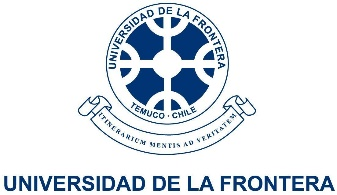 UNIVERSIDAD DE LA FRONTERA
TEMUCO · CHILE
ITINERARIUM MENTIS AD VERITATEM
UNIVERSIDAD DE LA FRONTERA